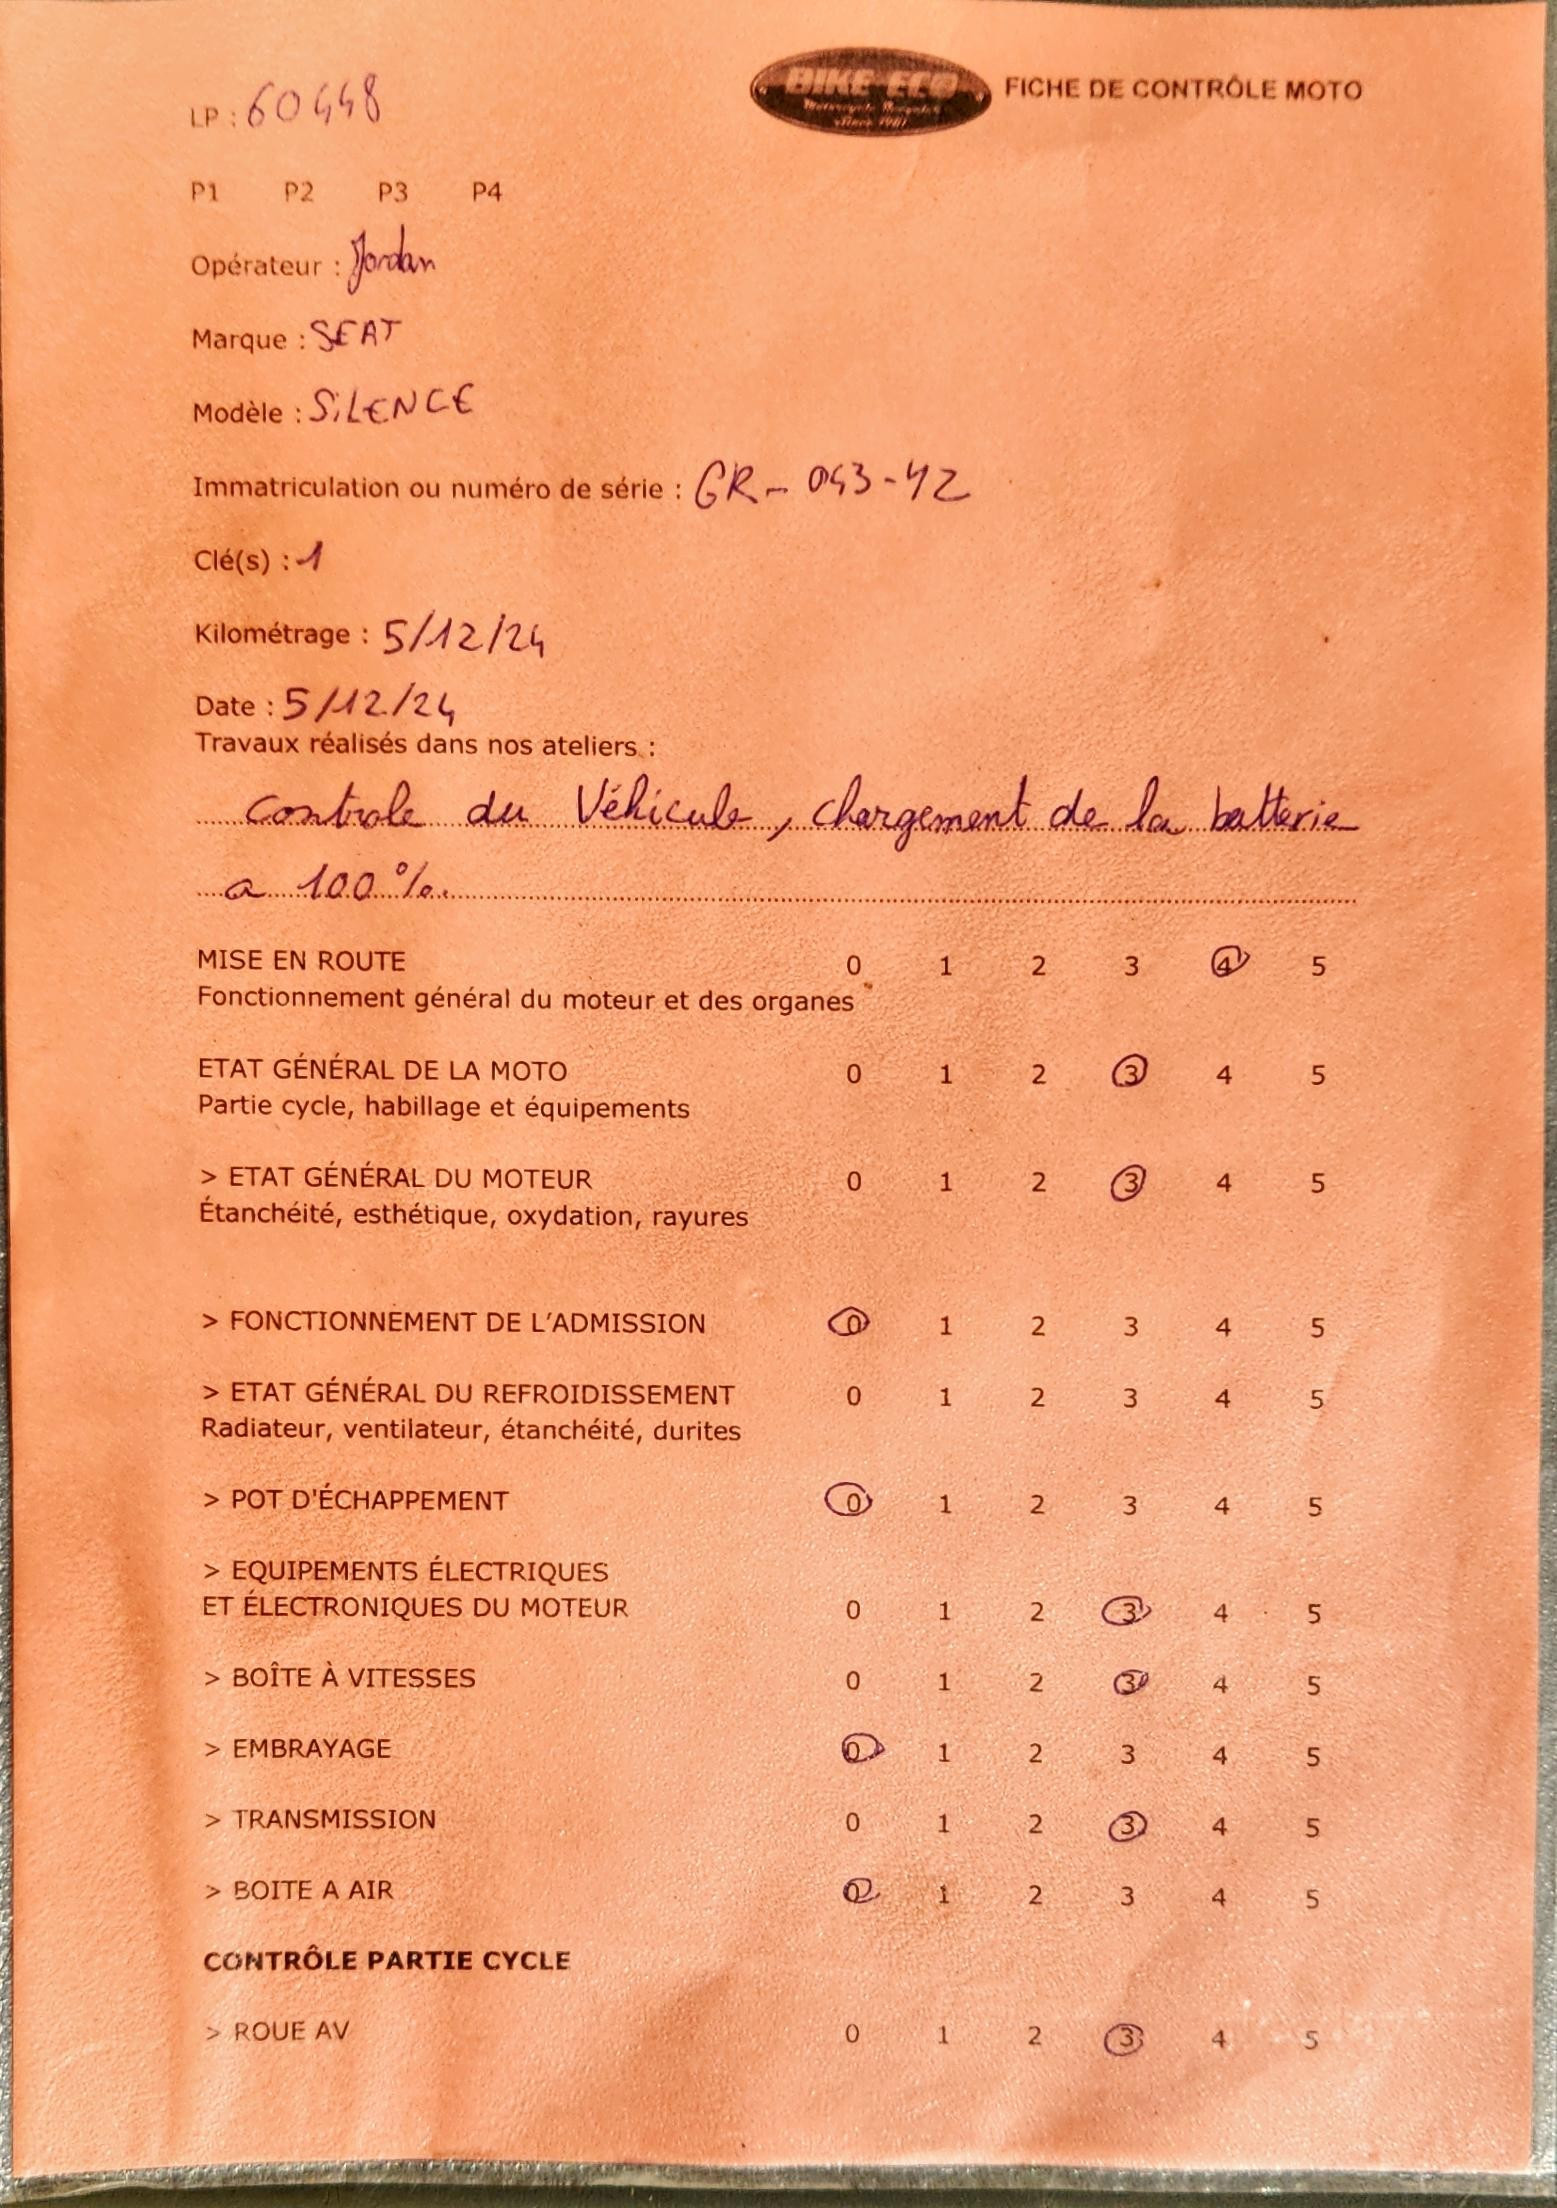 LP : 60448
BIKE-ECO
FICHE DE CONTRÔLE MOTO
P1 P2 P3 P4
Opérateur : Jordan
Marque : SEAT
Modèle : SiLENCE
Immatriculation ou numéro de série : GR-043-42
Clé(s) : 1
Kilométrage : 5/12/24
Date : 5/12/24
Travaux réalisés dans nos ateliers :
Controle du Véhicule, chargement de la batterie
a 100%.
MISE EN ROUTE 0 1 2 3 4 5
Fonctionnement général du moteur et des organes
ETAT GÉNÉRAL DE LA MOTO 0 1 2 3 4 5
Partie cycle, habillage et équipements
> ETAT GÉNÉRAL DU MOTEUR 0 1 2 3 4 5
Étanchéité, esthétique, oxydation, rayures
> FONCTIONNEMENT DE L'ADMISSION 0 1 2 3 4 5
> ETAT GÉNÉRAL DU REFROIDISSEMENT 0 1 2 3 4 5
Radiateur, ventilateur, étanchéité, durites
> POT D'ÉCHAPPEMENT 0 1 2 3 4 5
> EQUIPEMENTS ÉLECTRIQUES
ET ÉLECTRONIQUES DU MOTEUR 0 1 2 3 4 5
> BOÎTE À VITESSES 0 1 2 3 4 5
> EMBRAYAGE 0 1 2 3 4 5
> TRANSMISSION 0 1 2 3 4 5
> BOITE A AIR 0 1 2 3 4 5
CONTRÔLE PARTIE CYCLE
> ROUE AV 0 1 2 3 4 5